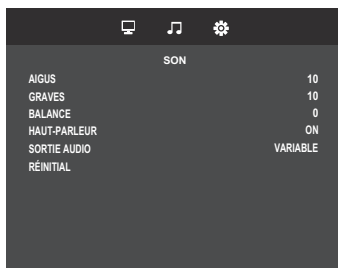 SON
AIGUS 10
GRAVES 10
BALANCE 0
HAUT-PARLEUR ON
SORTIE AUDIO VARIABLE
RÉINITIAL